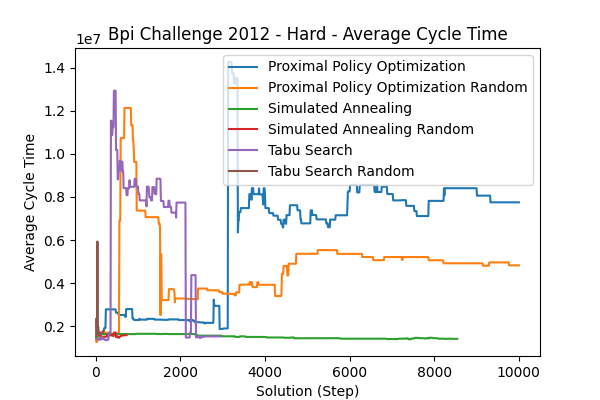 Bpi Challenge 2012 - Hard - Average Cycle Time
1e7
Proximal Policy Optimization
Proximal Policy Optimization Random
Simulated Annealing
Simulated Annealing Random
Tabu Search
Tabu Search Random
Average Cycle Time
1.4
1.2
1.0
0.8
0.6
0.4
0.2
0
2000
4000
6000
8000
10000
Solution (Step)